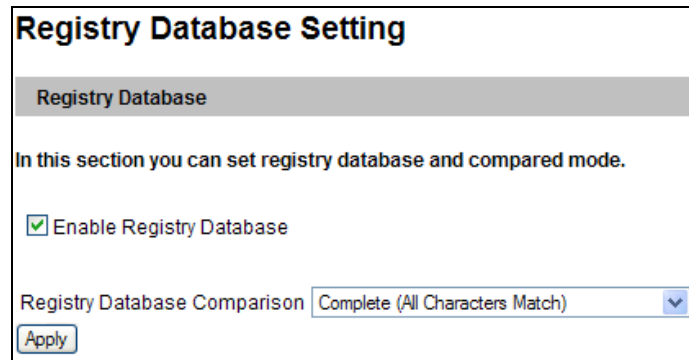 Registry Database Setting
Registry Database
In this section you can set registry database and compared mode.
Enable Registry Database
Registry Database Comparison Complete (All Characters Match)
Apply